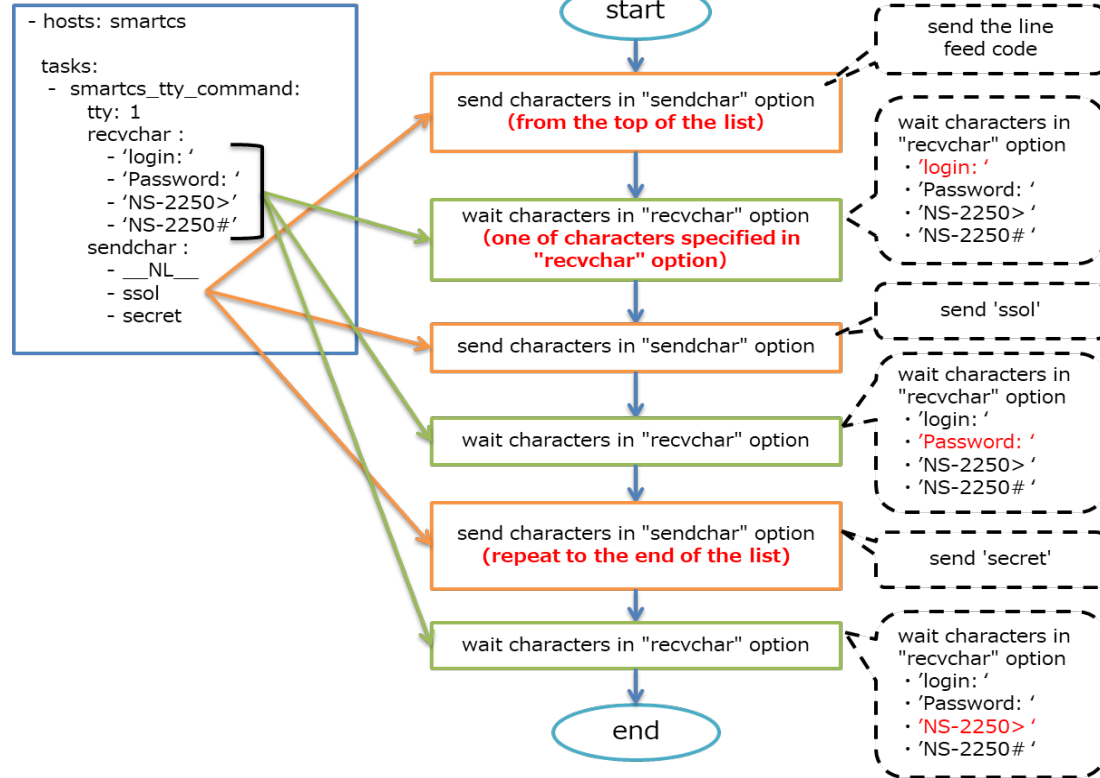 - hosts: smartcs
tasks:
- smartcs_tty_command:
tty: 1
recvchar :
- ‘login: ‘
- ‘Password: ‘
- ‘NS-2250>‘
- ‘NS-2250#’
sendchar :
- __NL__
- ssol
- secret
start
send characters in "sendchar" option
(from the top of the list)
wait characters in "recvchar" option
(one of characters specified in
"recvchar" option)
send characters in "sendchar" option
wait characters in "recvchar" option
send characters in "sendchar" option
(repeat to the end of the list)
wait characters in "recvchar" option
end
send the line
feed code
wait characters in
"recvchar" option
・’login: ‘
・’Password: ‘
・’NS-2250> ‘
・’NS-2250# ‘
send 'ssol'
wait characters in
"recvchar" option
・’login: ‘
・’Password: ‘
・’NS-2250> ‘
・’NS-2250# ‘
send 'secret'
wait characters in
"recvchar" option
・’login: ‘
・’Password: ‘
・’NS-2250> ‘
・’NS-2250# ‘